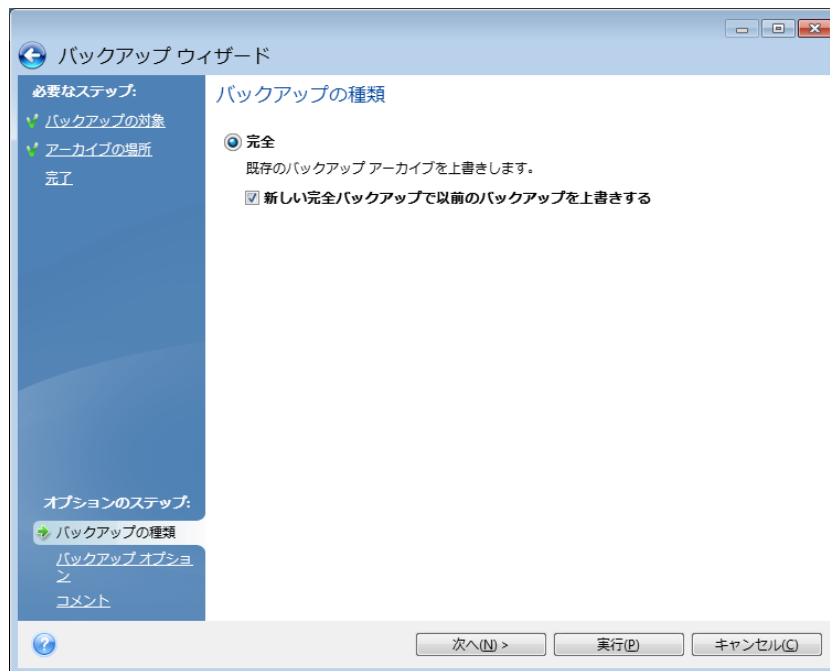 バックアップ ウィザード
必要なステップ:
バックアップの対象
アーカイブの場所
完了
オプションのステップ:
バックアップの種類
バックアップ オプショ
ン
コメント
バックアップの種類
完全
既存のバックアップ アーカイブを上書きします。
新しい完全バックアップで以前のバックアップを上書きする
次へ(N) >
実行(P)
キャンセル(C)